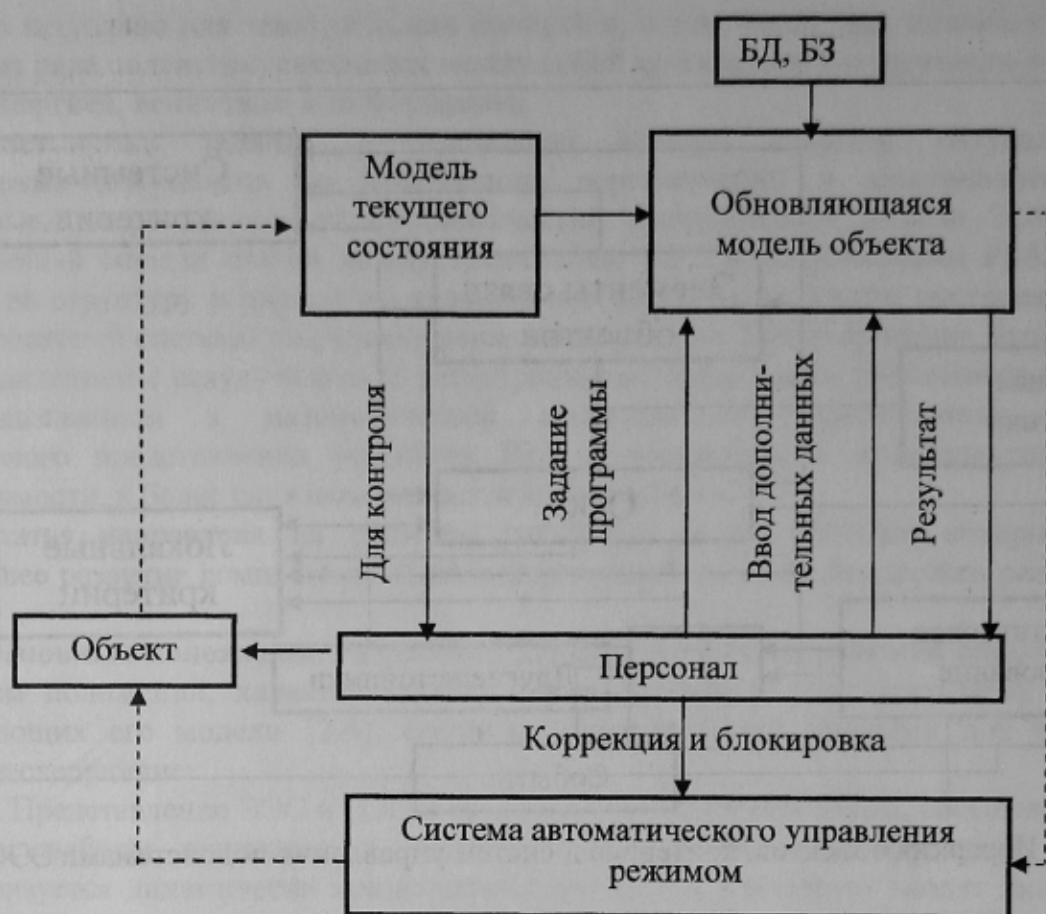 БД, БЗ
Модель
текущего
состояния
Обновляющаяся
модель объекта
Для контроля
Задание
программы
Ввод дополни-
тельных данных
Результат
Объект
Персонал
Коррекция и блокировка
Система автоматического управления
режимом